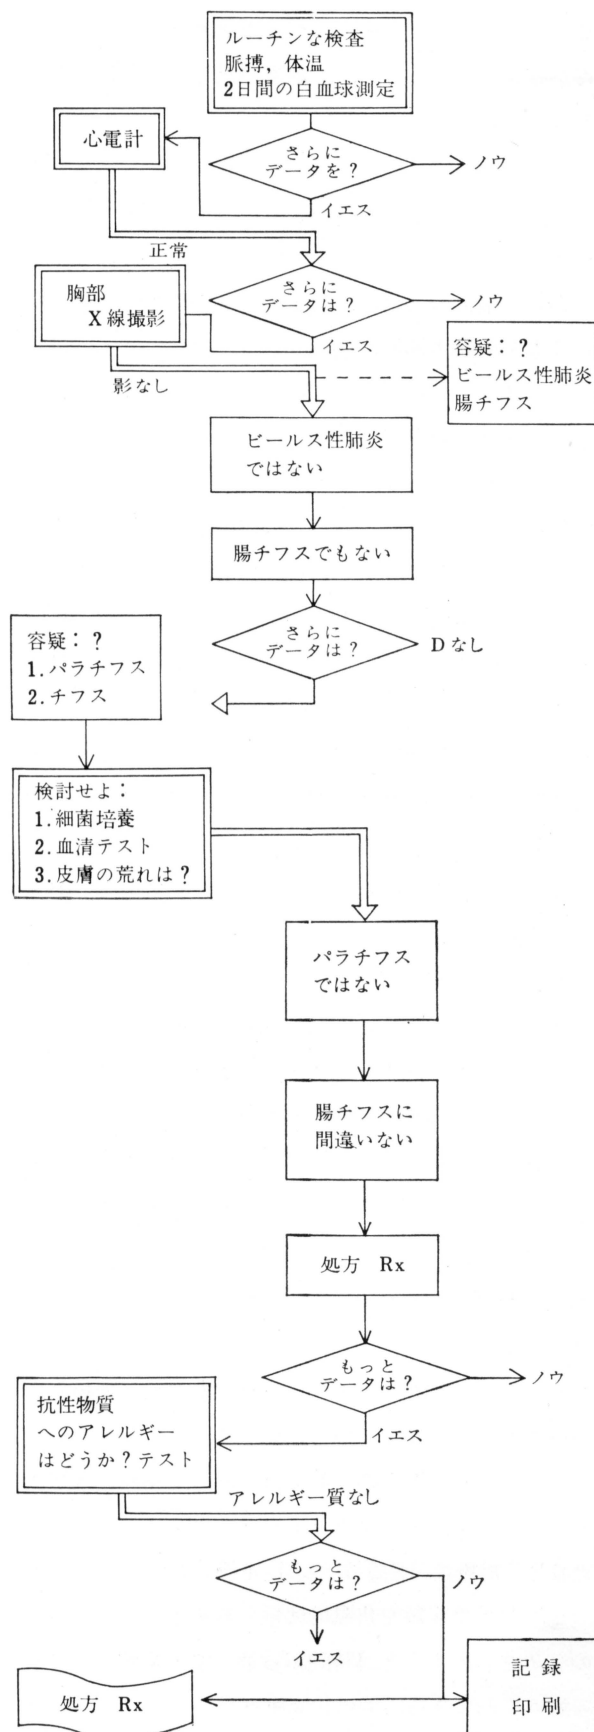 ルーチンな検査
脈搏，体温
2日間の白血球測定
心電計
さらに
データを？
ノウ
イエス
正常
胸部
X線撮影
さらに
データは？
ノウ
イエス
影なし
容疑：？
ビールス性肺炎
腸チフス
ビールス性肺炎
ではない
腸チフスでもない
さらに
データは？
Dなし
容疑：？
1.パラチフス
2.チフス
検討せよ：
1.細菌培養
2.血清テスト
3.皮膚の荒れは？
パラチフス
ではない
腸チフスに
間違いない
処方 Rx
もっと
データは？
ノウ
イエス
抗性物質
へのアレルギー
はどうか？テスト
アレルギー質なし
もっと
データは？
ノウ
イエス
処方 Rx
記録
印刷